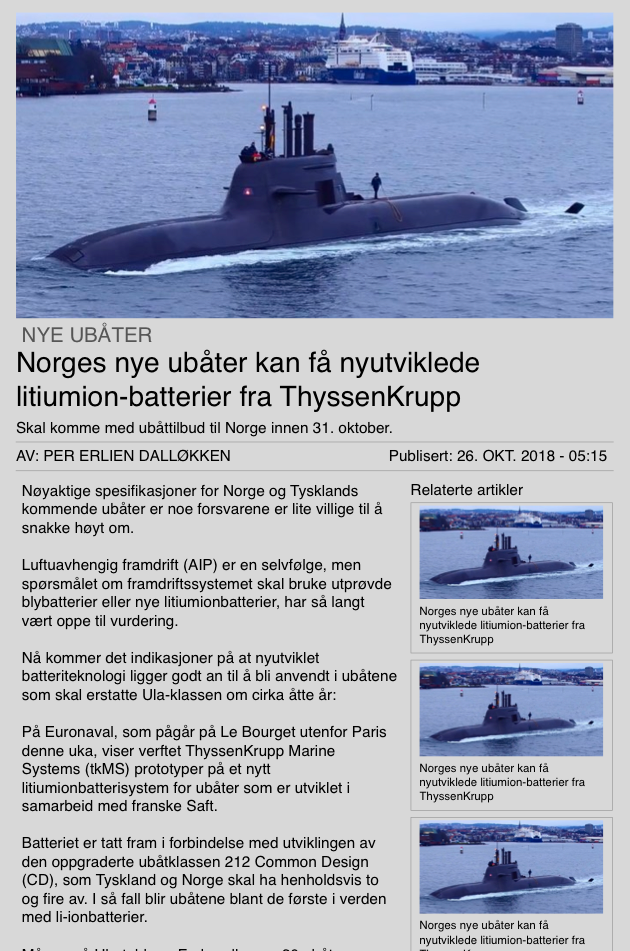 NYE UBÅTER
Norges nye ubåter kan få nyutviklede
litiumion-batterier fra ThyssenKrupp
Skal komme med ubåttilbud til Norge innen 31. oktober.
AV: PER ERLIEN DALLØKKEN
Publisert: 26. OKT. 2018 - 05:15
Nøyaktige spesifikasjoner for Norge og Tysklands
kommende ubåter er noe forsvarene er lite villige til å
snakke høyt om.
Luftuavhengig framdrift (AIP) er en selvfølge, men
spørsmålet om framdriftssystemet skal bruke utprøvde
blybatterier eller nye litiumionbatterier, har så langt
vært oppe til vurdering.
Nå kommer det indikasjoner på at nyutviklet
batteriteknologi ligger godt an til å bli anvendt i ubåtene
som skal erstatte Ula-klassen om cirka åtte år:
På Euronaval, som pågår på Le Bourget utenfor Paris
denne uka, viser verftet ThyssenKrupp Marine
Systems (tkMS) prototyper på et nytt
litiumionbatterisystem for ubåter som er utviklet i
samarbeid med franske Saft.
Batteriet er tatt fram i forbindelse med utviklingen av
den oppgraderte ubåtklassen 212 Common Design
(CD), som Tyskland og Norge skal ha henholdsvis to
og fire av. I så fall blir ubåtene blant de første i verden
med li-ionbatterier.
Relaterte artikler
Norges nye ubåter kan få
nyutviklede litiumion-batterier fra
ThyssenKrupp
Norges nye ubåter kan få
nyutviklede litiumion-batterier fra
ThyssenKrupp
Norges nye ubåter kan få
nyutviklede litiumion-batterier fra